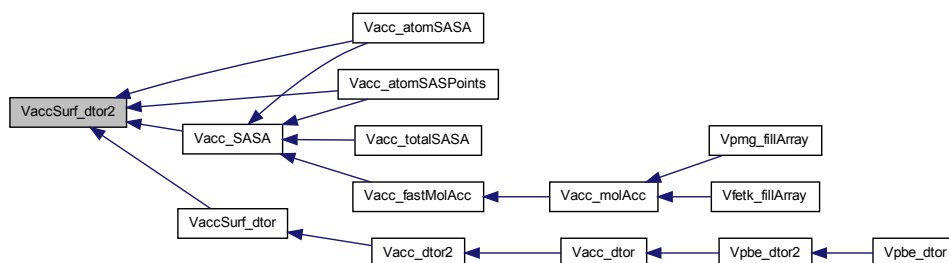 Vacc_atomSASA
Vacc_atomSASPoints
VaccSurf_dtor2
Vacc_SASA
Vacc_totalSASA
Vpmg_fillArray
Vacc_fastMolAcc
Vacc_molAcc
Vfetk_fillArray
VaccSurf_dtor
Vacc_dtor2
Vacc_dtor
Vpbe_dtor2
Vpbe_dtor